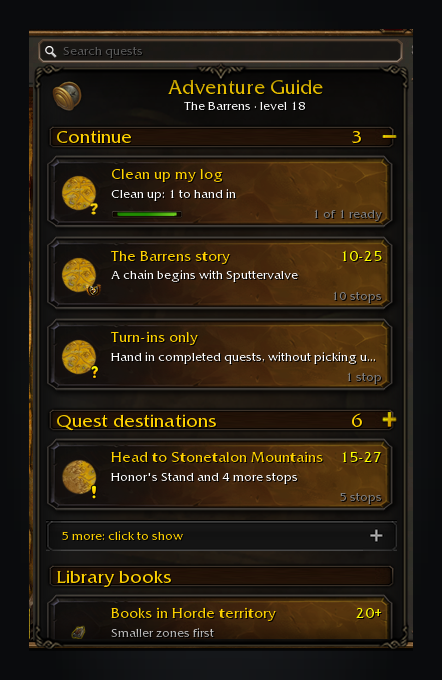 Search quests
Adventure Guide
The Barrens · level 18
Continue 3 −
Clean up my log
?
Clean up: 1 to hand in
1 of 1 ready
The Barrens story 10-25
A chain begins with Sputtervalve
10 stops
Turn-ins only
?
Hand in completed quests, without picking u...
1 stop
Quest destinations 6 +
Head to Stonetalon Mountains 15-27
!
Honor's Stand and 4 more stops
5 stops
5 more: click to show +
Library books
Books in Horde territory 20+
Smaller zones first